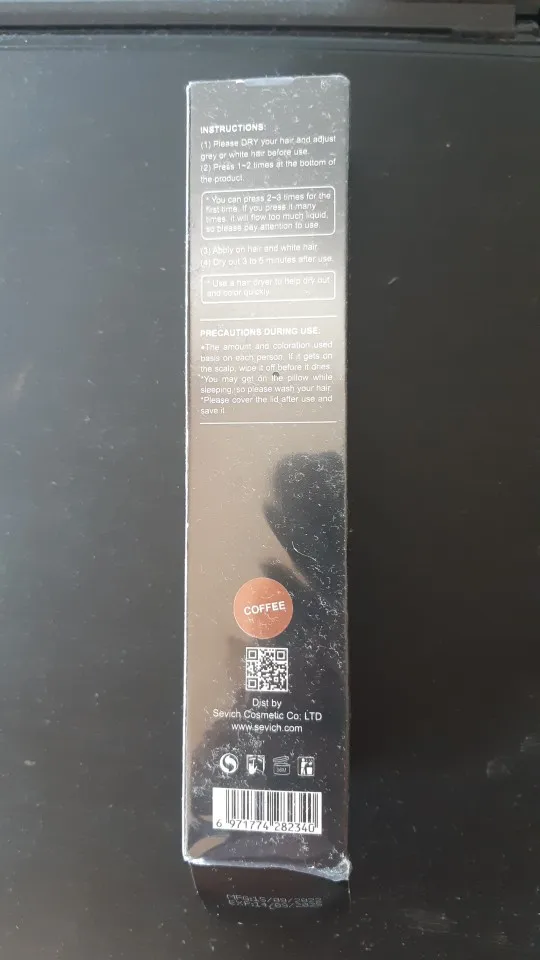 INSTRUCTIONS:
(1) Please DRY your hair and adjust
grey or white hair before use.
(2) Press 1~2 times at the bottom of
the product.
* You can press 2~3 times for the
first time. If you press it many
times, it will flow too much liquid,
so please pay attention to use.
(3) Apply on hair and white hair.
(4) Dry out 3 to 5 minutes after use.
* Use a hair dryer to help dry out
and color quickly.
PRECAUTIONS DURING USE:
*The amount and coloration used
basis on each person. If it gets on
the scalp, wipe it off before it dries.
*You may get on the pillow while
sleeping, so please wash your hair.
*Please cover the lid after use and
save it.
COFFEE
Dist by
Sevich Cosmetic Co: LTD
www.sevich.com
6 971774 282340
MFG:15/09/2022